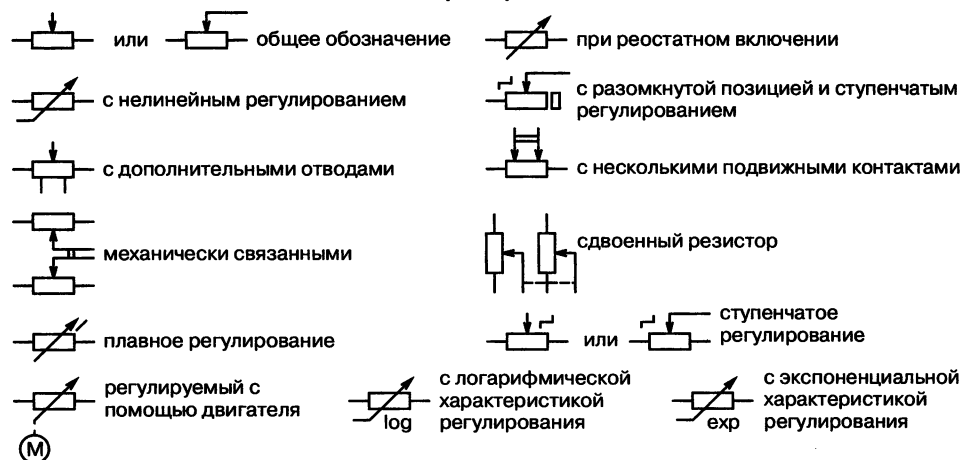 или
общее обозначение
при реостатном включении
с нелинейным регулированием
с разомкнутой позицией и ступенчатым
регулированием
с дополнительными отводами
с несколькими подвижными контактами
механически связанными
сдвоенный резистор
плавное регулирование
или
ступенчатое
регулирование
регулируемый с
помощью двигателя
M
с логарифмической
характеристикой
регулирования
log
с экспоненциальной
характеристикой
регулирования
exp